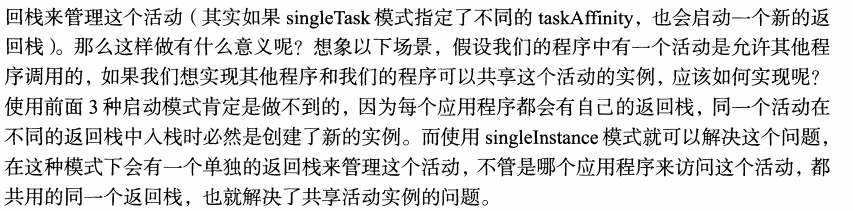 回栈来管理这个活动（其实如果 singleTask 模式指定了不同的 taskAffinity，也会启动一个新的返
回栈）。那么这样做有什么意义呢？想象以下场景，假设我们的程序中有一个活动是允许其他程
序调用的，如果我们想实现其他程序和我们的程序可以共享这个活动的实例，应该如何实现呢？
使用前面 3 种启动模式肯定是做不到的，因为每个应用程序都会有自己的返回栈，同一个活动在
不同的返回栈中入栈时必然是创建了新的实例。而使用 singleInstance 模式就可以解决这个问题，
在这种模式下会有一个单独的返回栈来管理这个活动，不管是哪个应用程序来访问这个活动，都
共用的同一个返回栈，也就解决了共享活动实例的问题。